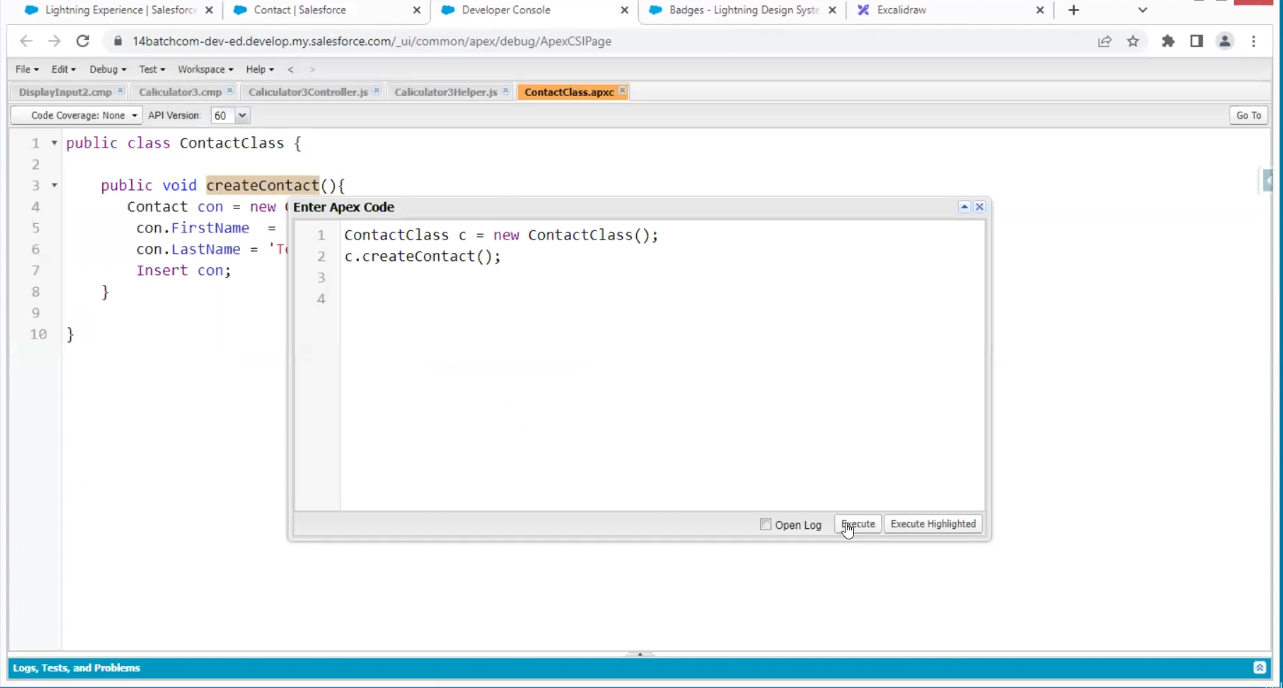 Lightning Experience | Salesforce
Contact | Salesforce
Developer Console
Badges - Lightning Design Syste
Excalidraw
14batchcom-dev-ed.develop.my.salesforce.com/_ui/common/apex/debug/ApexCSIPage
File Edit Debug Test Workspace Help < >
DisplayInput2.cmp Caliculator3.cmp Caliculator3Controller.js Caliculator3Helper.js ContactClass.apxc
Code Coverage: None API Version: 60 Go To
1 public class ContactClass {
2
3 public void createContact(){
4 Contact con = new
5 con.FirstName =
6 con.LastName = 'Te
7 Insert con;
8 }
9
10 }
Enter Apex Code
1 ContactClass c = new ContactClass();
2 c.createContact();
3
4
Open Log Execute Execute Highlighted
Logs, Tests, and Problems